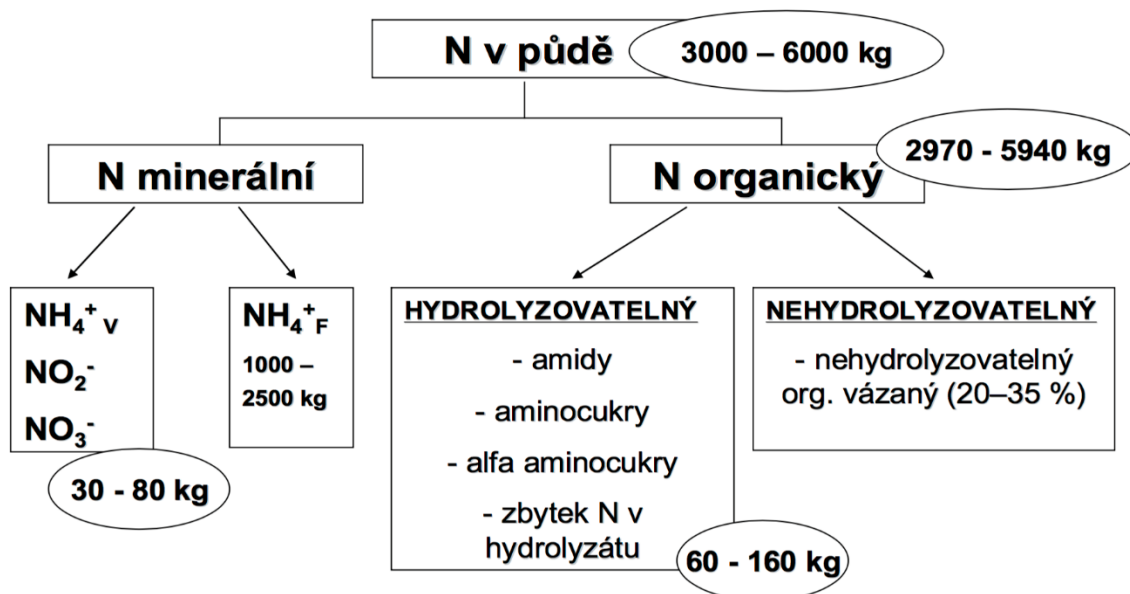 N v půdě
3000 – 6000 kg
N minerální
N organický
2970 - 5940 kg
NH₄⁺ V
NO₂⁻
NO₃⁻
30 - 80 kg
NH₄⁺ F
1000 –
2500 kg
HYDROLYZOVATELNÝ
- amidy
- aminocukry
- alfa aminocukry
- zbytek N v
hydrolyzátu
60 - 160 kg
NEHYDROLYZOVATELNÝ
- nehydrolyzovatelný
org. vázaný (20–35 %)